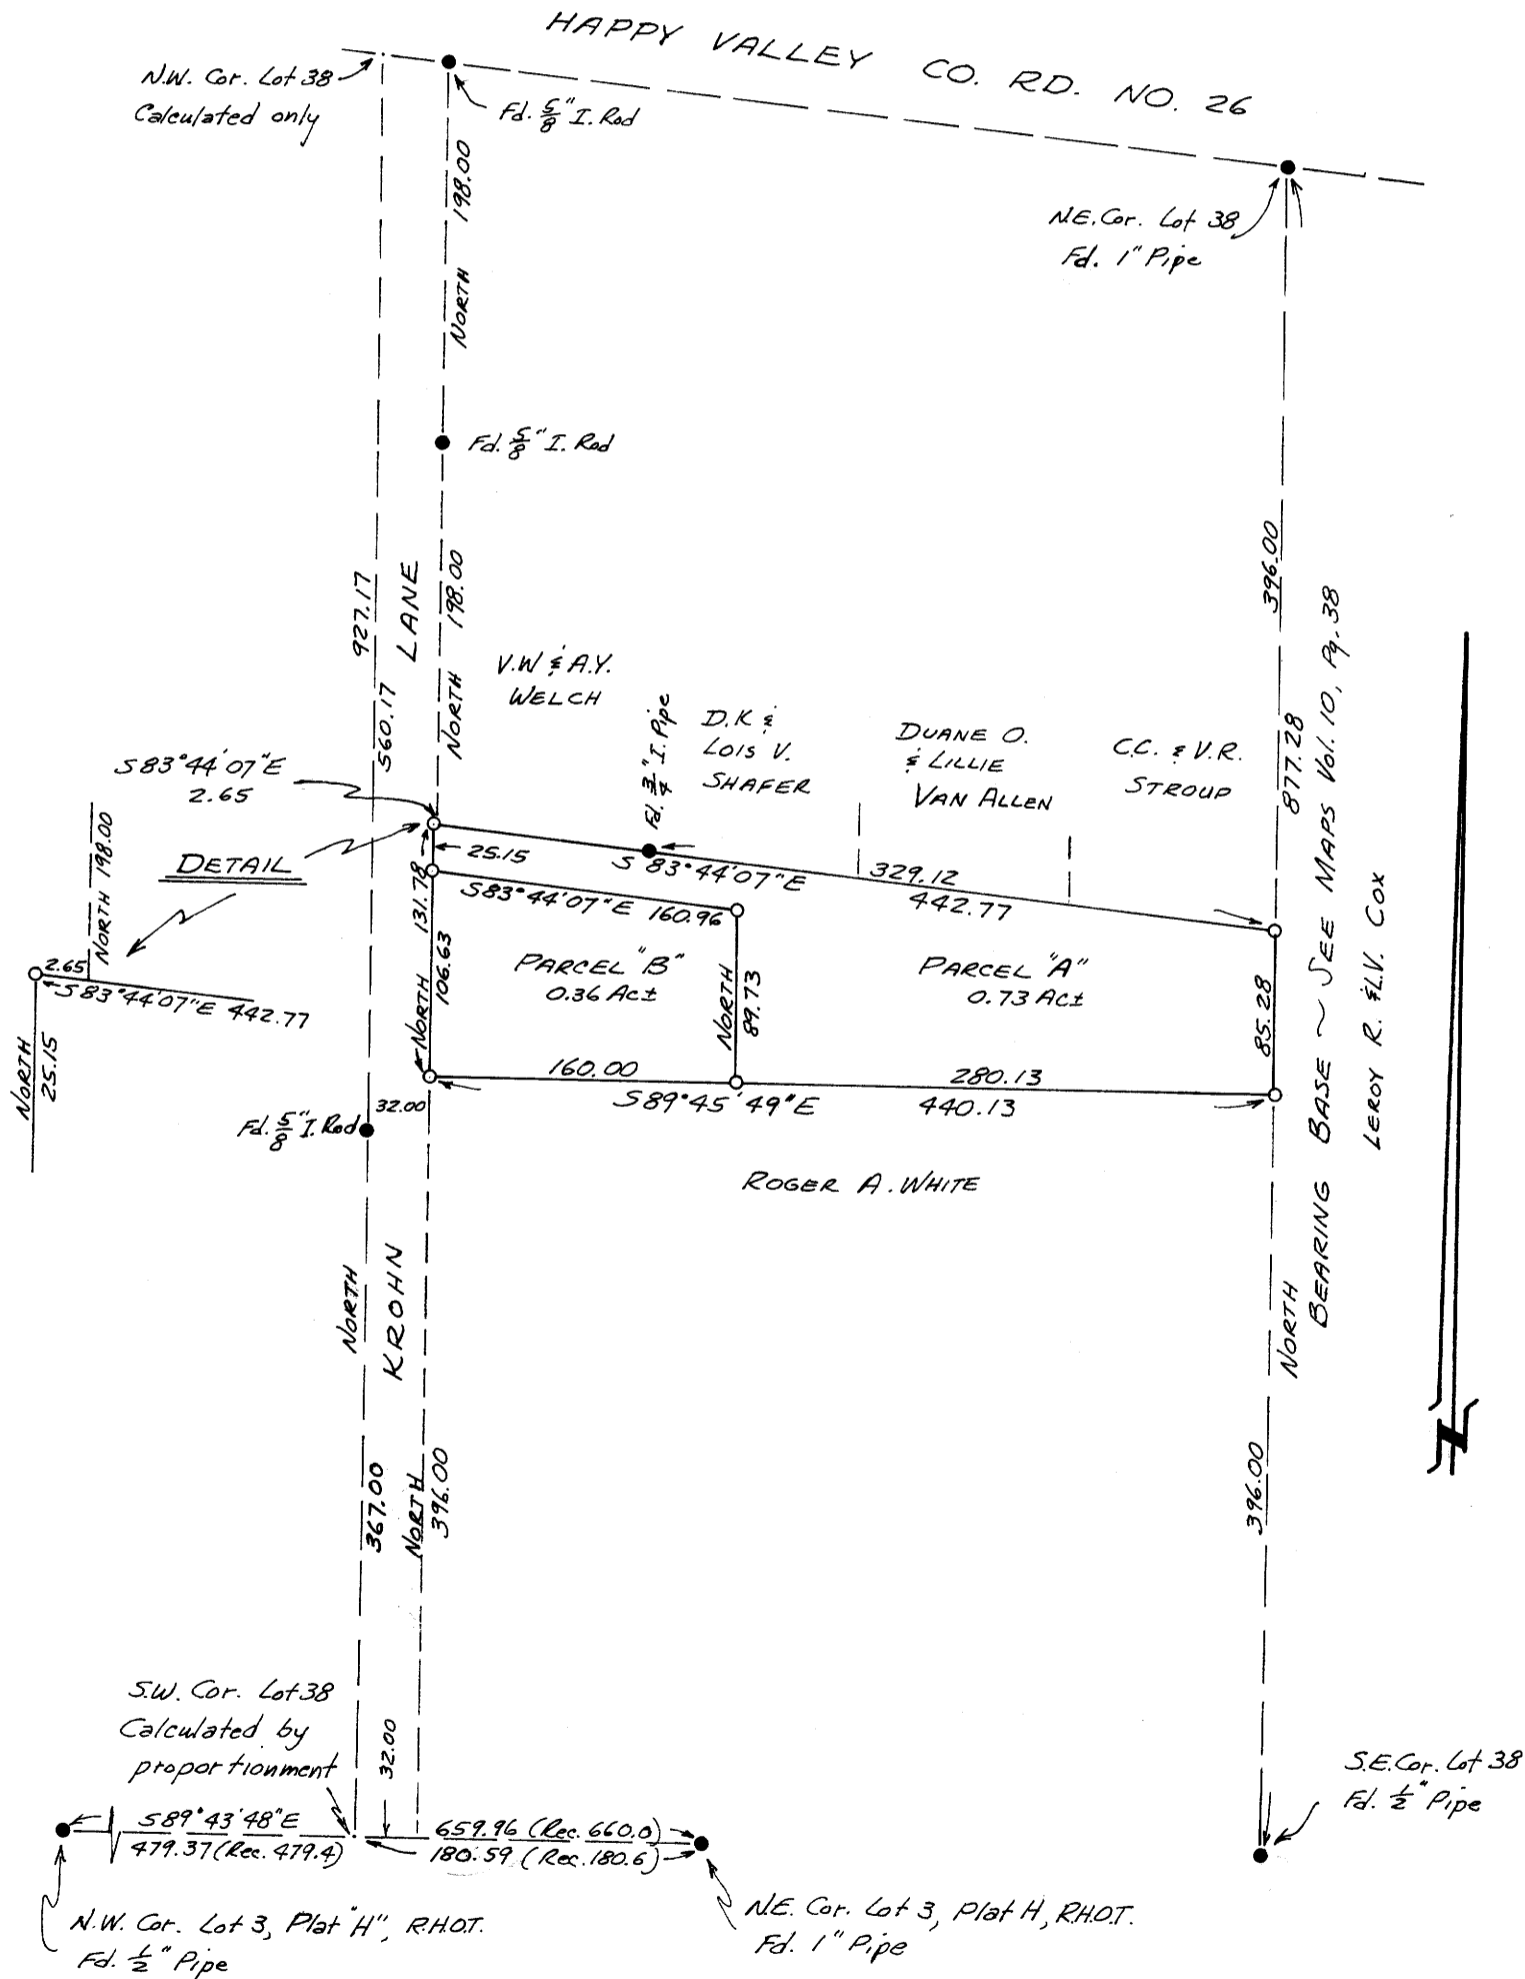 HAPPY VALLEY CO. RD. NO. 26
N.W. Cor. Lot 38
Calculated only
Fd. 5/8" I. Rod
N.E. Cor. Lot 38
Fd. 1" Pipe
NORTH 198.00
Fd. 5/8" I. Rod
927.17
560.17
LANE
NORTH 198.00
396.00
877.28
BEARING BASE ~ SEE MAPS Vol. 10, Pg. 38
LEROY R. & L.V. COX
V.W & A.Y.
WELCH
Fd. 3/4" I. Pipe
D.K &
LOIS V.
SHAFER
DUANE O.
& LILLIE
VAN ALLEN
C.C. & V.R.
STROUP
S83°44'07"E
2.65
DETAIL
NORTH 198.00
2.65
S83°44'07"E 442.77
NORTH
25.15
25.15
S 83°44'07"E
329.12
442.77
NORTH 131.78
106.63
S83°44'07"E 160.96
PARCEL "B"
0.36 Ac±
NORTH
89.73
PARCEL "A"
0.73 Ac±
85.28
160.00
280.13
S89°45'49"E
440.13
32.00
Fd. 5/8" I. Rod
ROGER A. WHITE
NORTH
367.00
KROHN
NORTH
396.00
NORTH
396.00
S.W. Cor. Lot 38
Calculated by
proportionment
32.00
S89°43'48"E
479.37 (Rec. 479.4)
659.96 (Rec. 660.0)
180.59 (Rec. 180.6)
S.E. Cor. Lot 38
Fd. 1/2" Pipe
N.W. Cor. Lot 3, Plat "H", R.H.O.T.
Fd. 1/2" Pipe
N.E. Cor. Lot 3, Plat H, R.H.O.T.
Fd. 1" Pipe
N